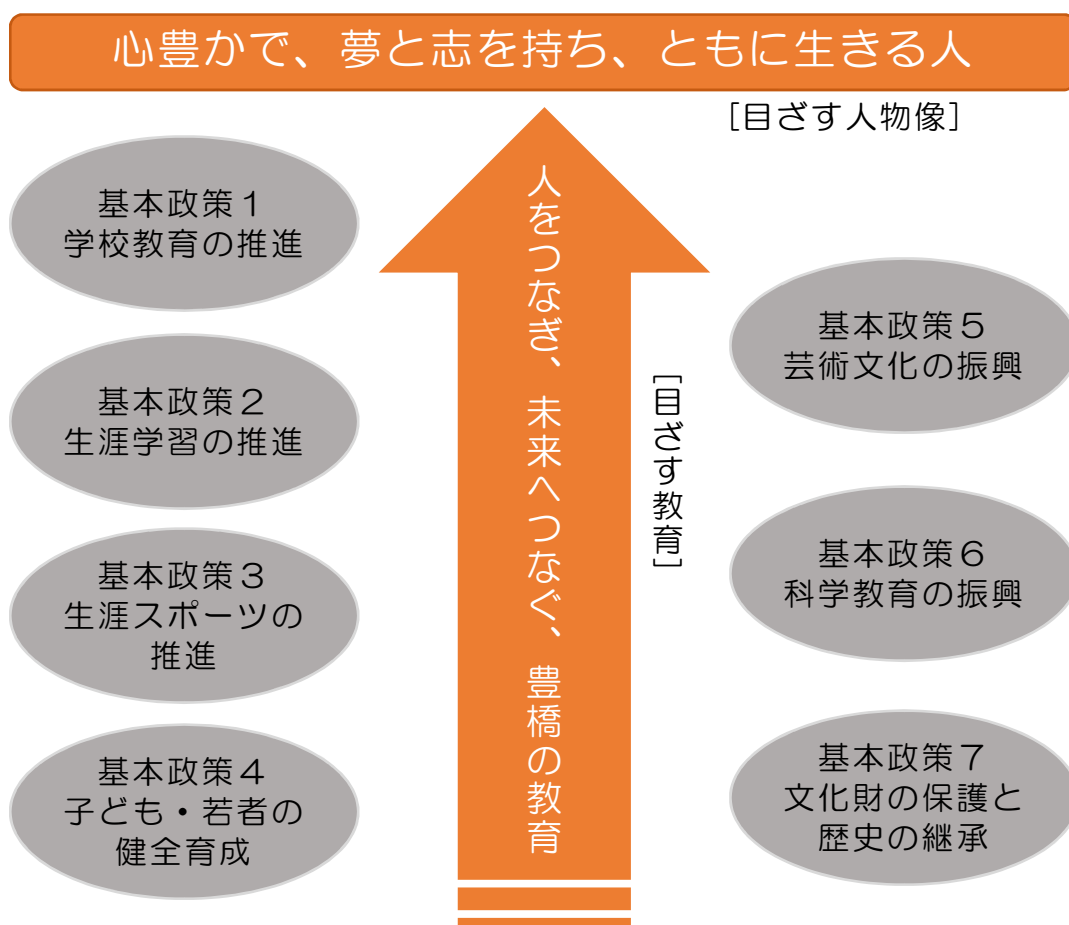 心豊かで、夢と志を持ち、ともに生きる人
[目ざす人物像]
基本政策１
学校教育の推進
基本政策２
生涯学習の推進
基本政策３
生涯スポーツの
推進
基本政策４
子ども・若者の
健全育成
人をつなぎ、未来へつなぐ、豊橋の教育
[目ざす教育]
基本政策５
芸術文化の振興
基本政策６
科学教育の振興
基本政策７
文化財の保護と
歴史の継承